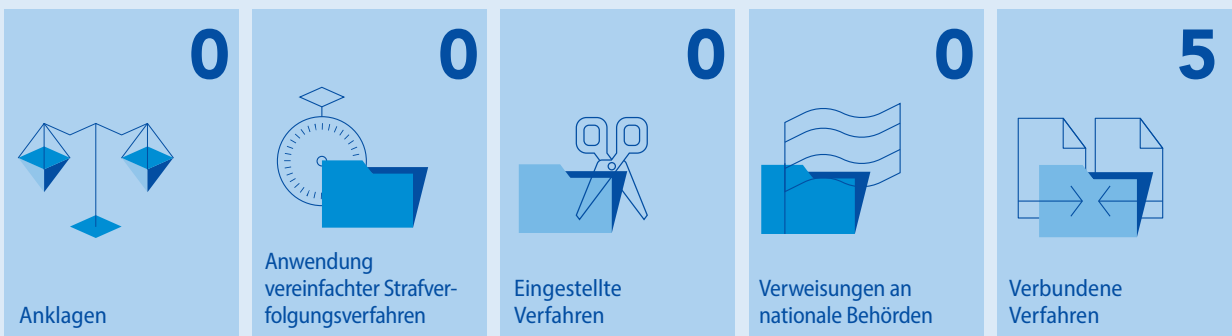 0
Anklagen
0
Anwendung
vereinfachter Strafver-
folgungsverfahren
0
Eingestellte
Verfahren
0
Verweisungen an
nationale Behörden
5
Verbundene
Verfahren